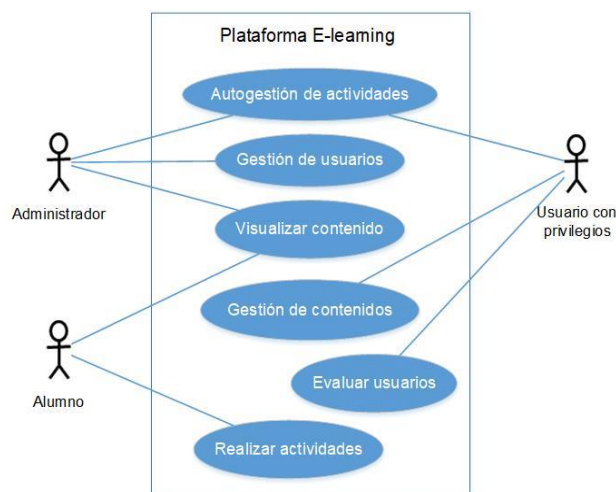 Plataforma E-learning
Autogestión de actividades
Gestión de usuarios
Administrador
Visualizar contenido
Usuario con
privilegios
Gestión de contenidos
Evaluar usuarios
Alumno
Realizar actividades